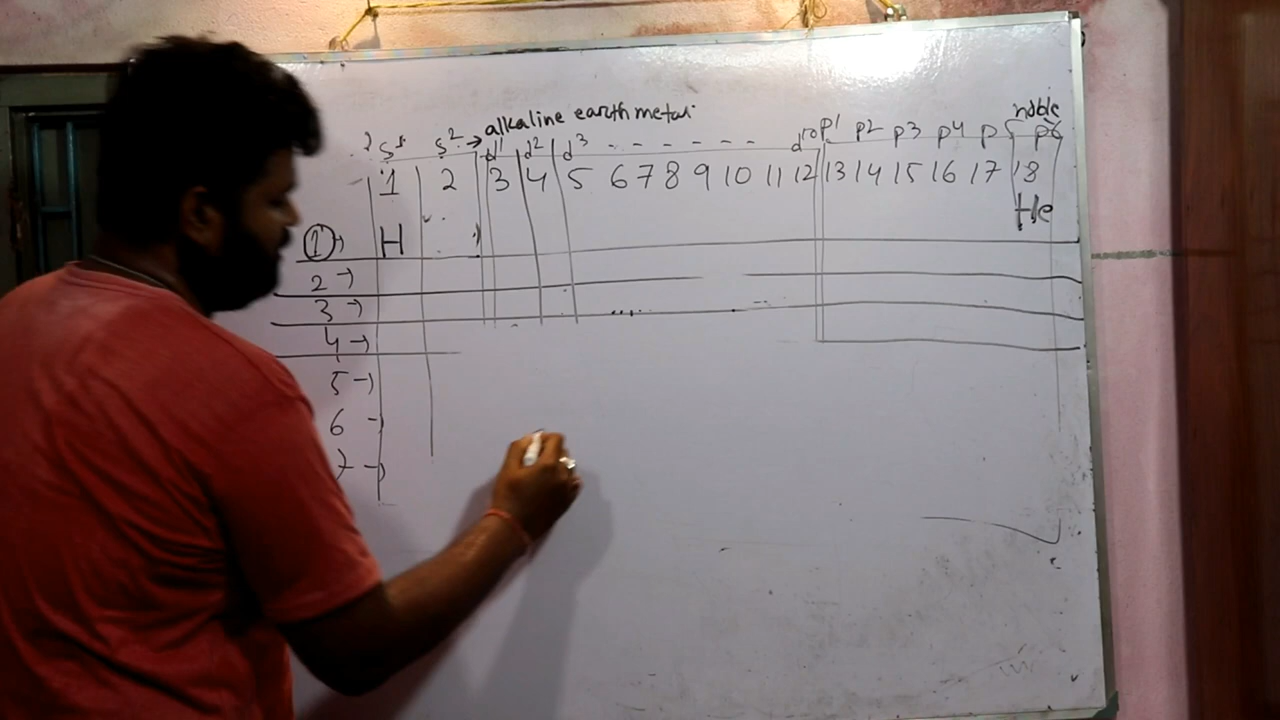 noble
alkaline earth metal
s¹ s² → d¹ d² d³ - - - - - - d¹⁰ p¹ p2 p3 p4 p5 p6
1 2 3 4 5 6 7 8 9 10 11 12 13 14 15 16 17 18
He
1 → H
2 →
3 →
4 →
5 →
6 →
7 →